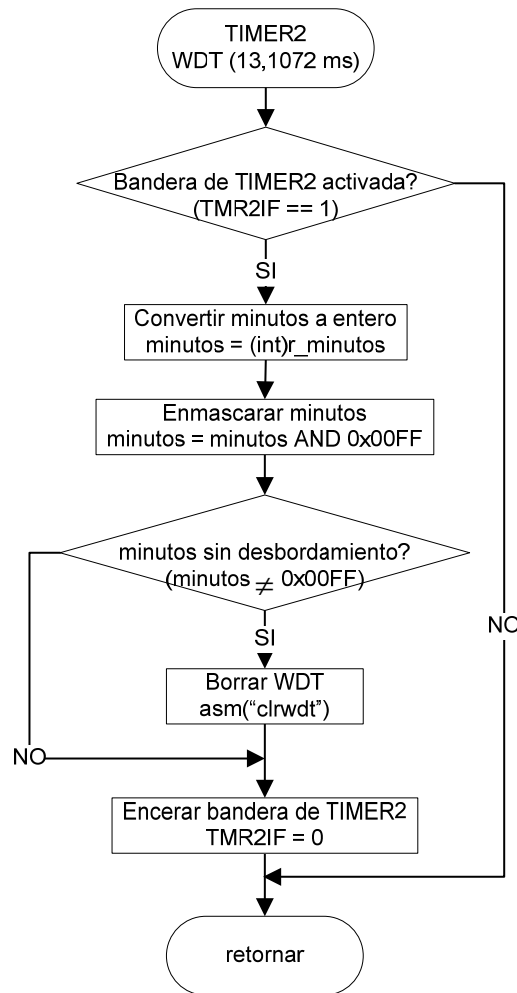 TIMER2
WDT (13,1072 ms)
Bandera de TIMER2 activada?
(TMR2IF == 1)
SI
Convertir minutos a entero
minutos = (int)r_minutos
Enmascarar minutos
minutos = minutos AND 0x00FF
minutos sin desbordamiento?
(minutos ≠ 0x00FF)
NO
SI
Borrar WDT
asm(“clrwdt”)
NO
Encerar bandera de TIMER2
TMR2IF = 0
retornar